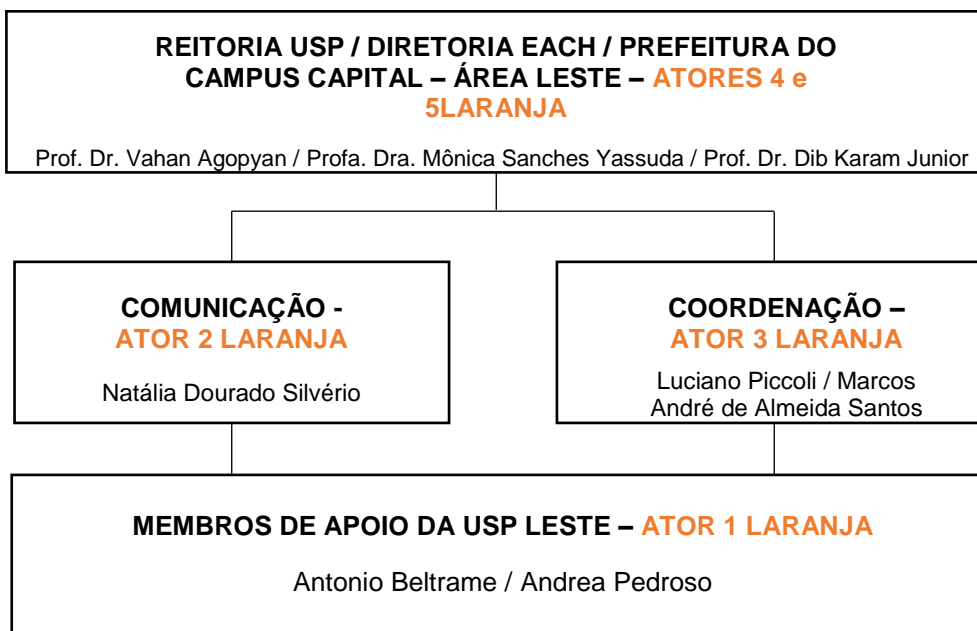 REITORIA USP / DIRETORIA EACH / PREFEITURA DO
CAMPUS CAPITAL – ÁREA LESTE – ATORES 4 e
5LARANJA
Prof. Dr. Vahan Agopyan / Profa. Dra. Mônica Sanches Yassuda / Prof. Dr. Dib Karam Junior
COMUNICAÇÃO -
ATOR 2 LARANJA
Natália Dourado Silvério
COORDENAÇÃO –
ATOR 3 LARANJA
Luciano Piccoli / Marcos
André de Almeida Santos
MEMBROS DE APOIO DA USP LESTE – ATOR 1 LARANJA
Antonio Beltrame / Andrea Pedroso